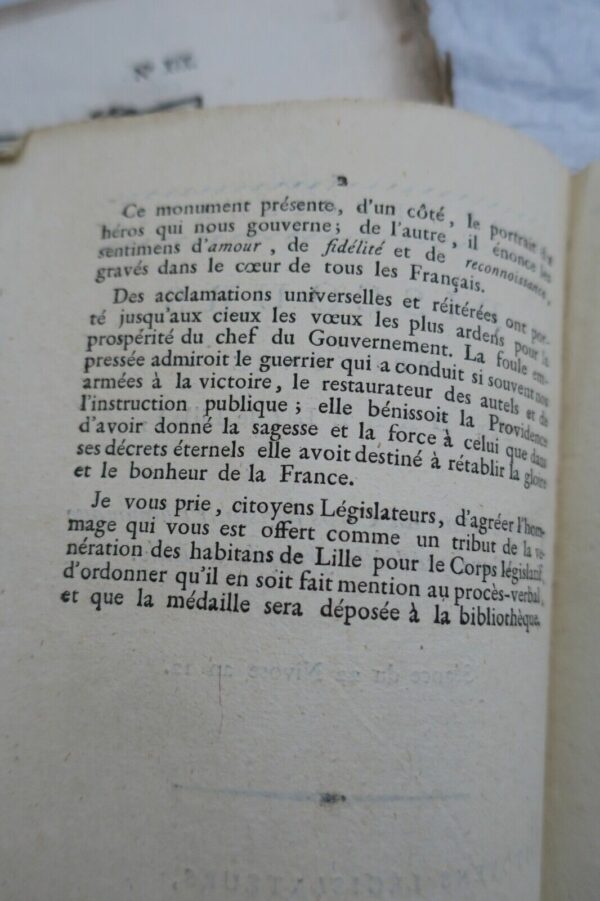 N° XIV.
2
Ce monument présente, d'un côté, le portrait du
héros qui nous gouverne; de l'autre, il énonce les
sentimens d'amour, de fidélité et de reconnoissance,
gravés dans le cœur de tous les Français.
Des acclamations universelles et réitérées ont por-
té jusqu'aux cieux les vœux les plus ardens pour la
prospérité du chef du Gouvernement. La foule em-
pressée admiroit le guerrier qui a conduit si souvent nos
armées à la victoire, le restaurateur des autels et de
l'instruction publique; elle bénissoit la Providence
d'avoir donné la sagesse et la force à celui que dans
ses décrets éternels elle avoit destiné à rétablir la gloire
et le bonheur de la France.
Je vous prie, citoyens Législateurs, d'agréer l'hom-
mage qui vous est offert comme un tribut de la vé-
nération des habitans de Lille pour le Corps législatif,
d'ordonner qu'il en soit fait mention au procès-verbal,
et que la médaille sera déposée à la bibliothèque.